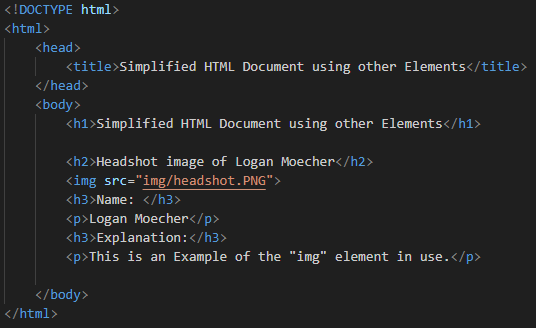 <!DOCTYPE html>
<html>
<head>
<title>Simplified HTML Document using other Elements</title>
</head>
<body>
<h1>Simplified HTML Document using other Elements</h1>
<h2>Headshot image of Logan Moecher</h2>
<img src="img/headshot.PNG">
<h3>Name: </h3>
<p>Logan Moecher</p>
<h3>Explanation:</h3>
<p>This is an Example of the "img" element in use.</p>
</body>
</html>